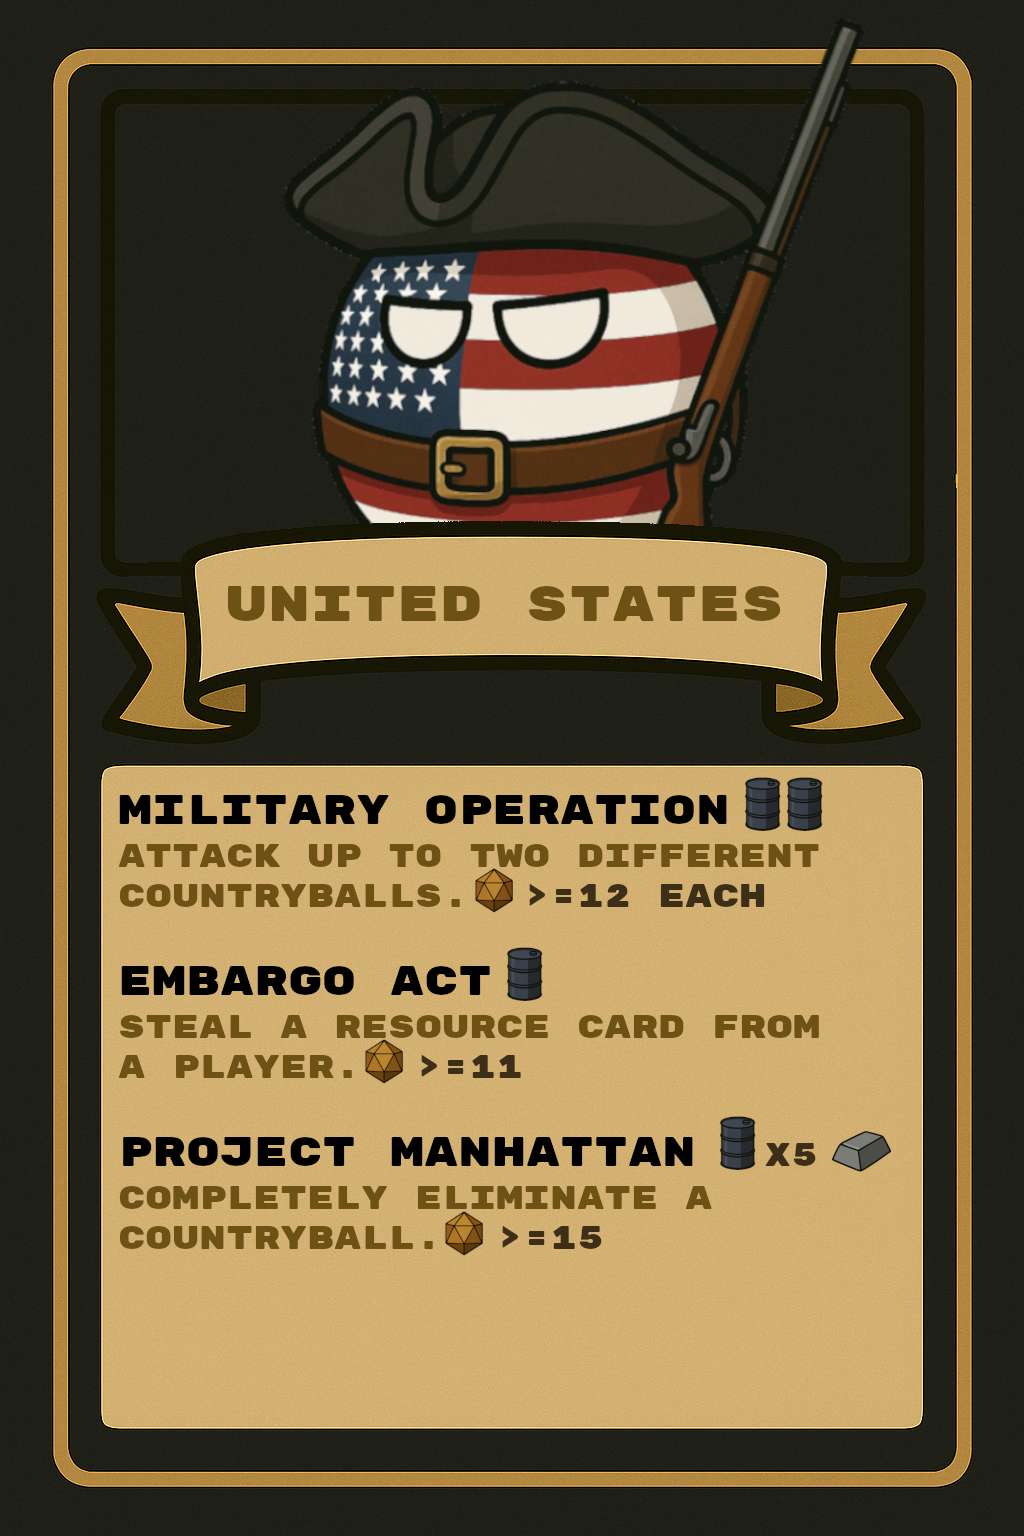 UNITED STATES
MILITARY OPERATION
ATTACK UP TO TWO DIFFERENT
COUNTRYBALLS. >=12 EACH
EMBARGO ACT
STEAL A RESOURCE CARD FROM
A PLAYER. >=11
PROJECT MANHATTAN X5
COMPLETELY ELIMINATE A
COUNTRYBALL. >=15